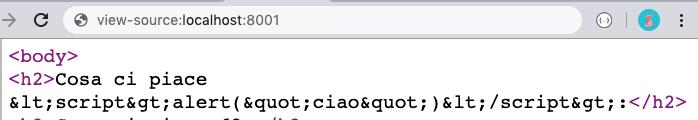 view-source:localhost:8001
<body>
<h2>Cosa ci piace
&lt;script&gt;alert(&quot;ciao&quot;)&lt;/script&gt;:</h2>